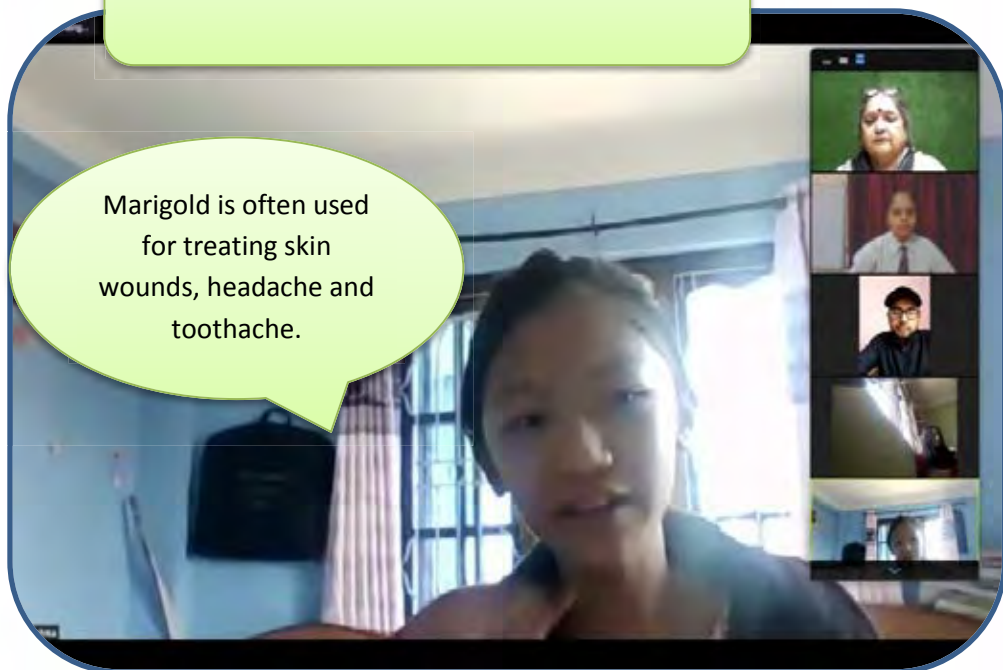 Marigold is often used
for treating skin
wounds, headache and
toothache.